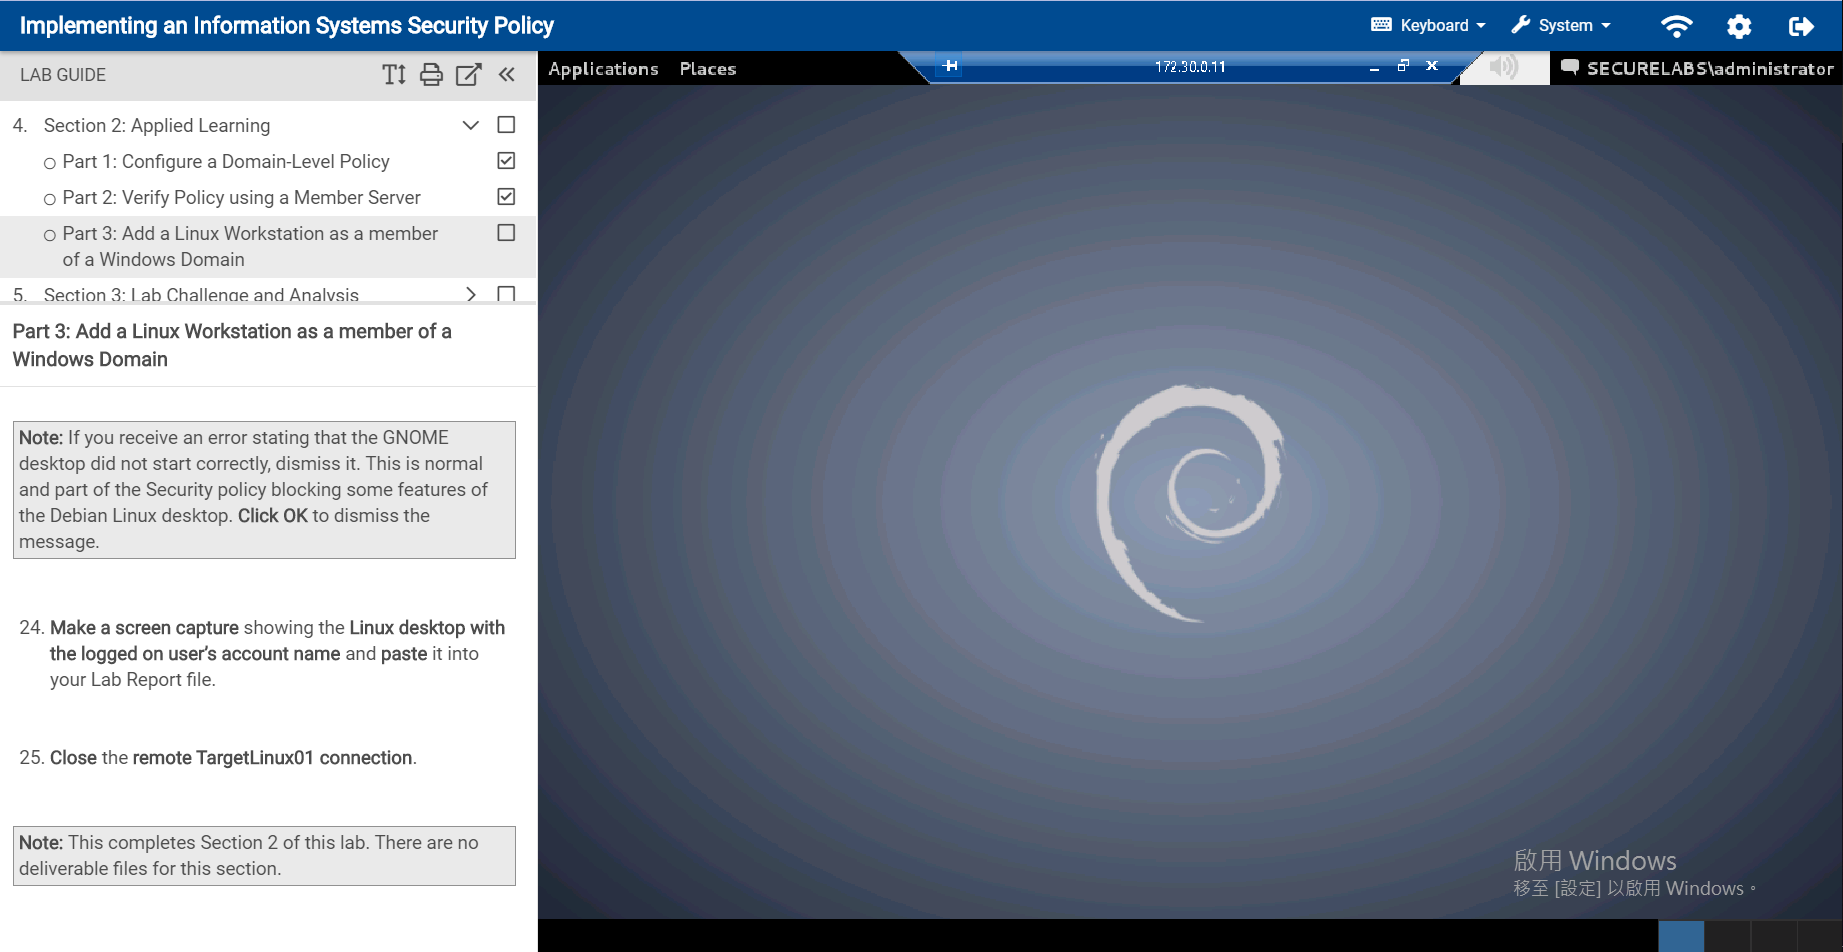 Implementing an Information Systems Security Policy
Keyboard
System
LAB GUIDE
4. Section 2: Applied Learning
Part 1: Configure a Domain-Level Policy
Part 2: Verify Policy using a Member Server
Part 3: Add a Linux Workstation as a member
of a Windows Domain
5. Section 3: Lab Challenge and Analysis
Part 3: Add a Linux Workstation as a member of a
Windows Domain
Note: If you receive an error stating that the GNOME
desktop did not start correctly, dismiss it. This is normal
and part of the Security policy blocking some features of
the Debian Linux desktop. Click OK to dismiss the
message.
24. Make a screen capture showing the Linux desktop with
the logged on user’s account name and paste it into
your Lab Report file.
25. Close the remote TargetLinux01 connection.
Note: This completes Section 2 of this lab. There are no
deliverable files for this section.
Applications Places
172.30.0.11
SECURELABS\administrator
啟用 Windows
移至 [設定] 以啟用 Windows。